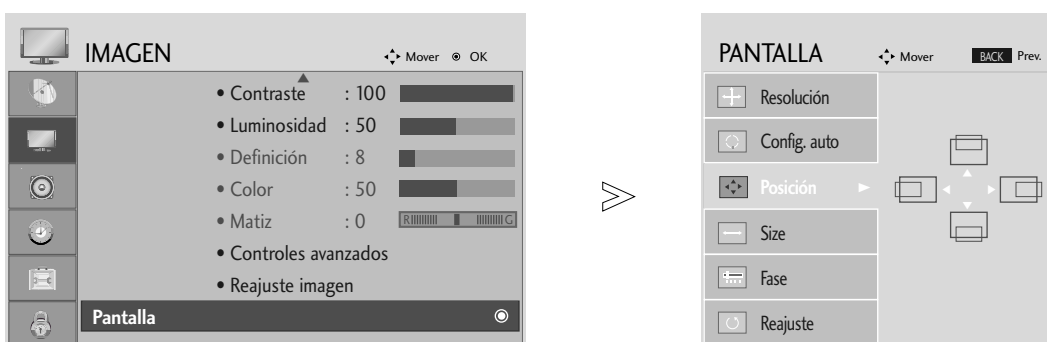 IMAGEN Mover OK
• Contraste : 100
• Luminosidad : 50
• Definición : 8
• Color : 50
• Matiz : 0 R G
• Controles avanzados
• Reajuste imagen
Pantalla
PANTALLA Mover BACK Prev.
Resolución
Config. auto
Posición
Size
Fase
Reajuste